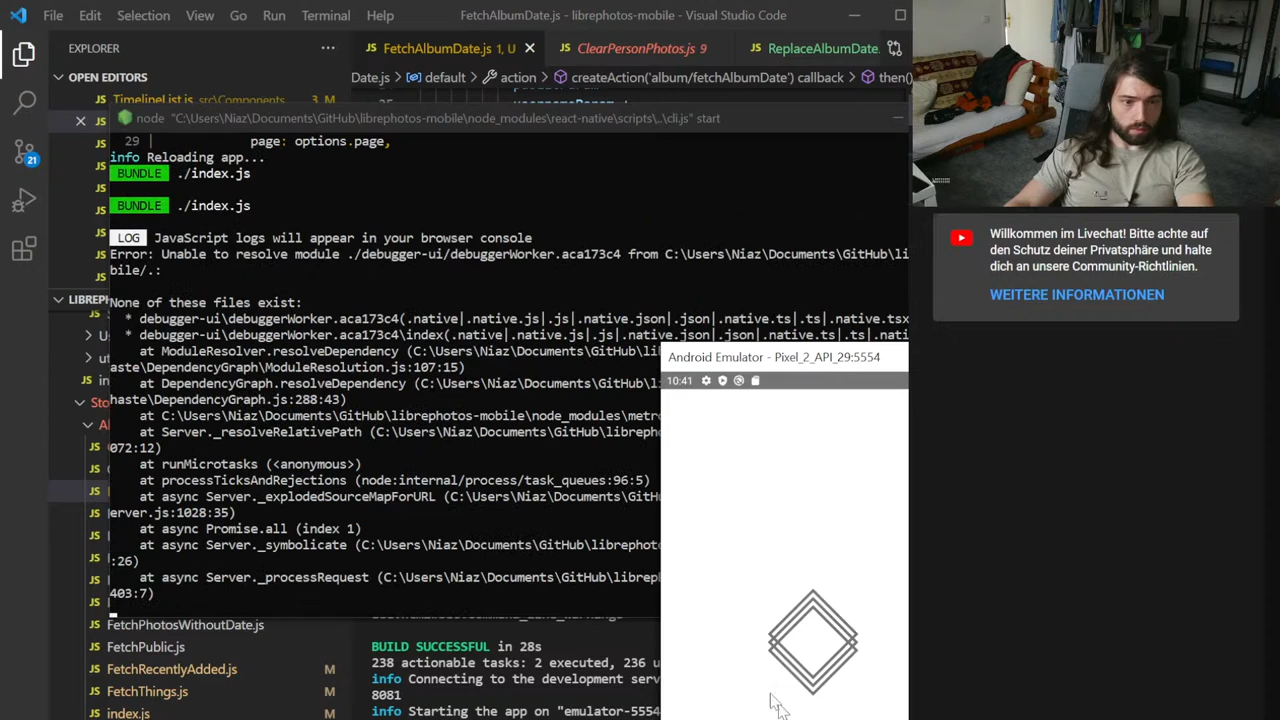 File Edit Selection View Go Run Terminal Help FetchAlbumDate.js - librephotos-mobile - Visual Studio Code
EXPLORER
FetchAlbumDate.js 1, U
ClearPersonPhotos.js 9
ReplaceAlbumDate.
OPEN EDITORS
Date.js > default > action > createAction('album/fetchAlbumDate') callback > then()
TimelineList.js src\Components 3, M
node "C:\Users\Niaz\Documents\GitHub\librephotos-mobile\node_modules\react-native\scripts\..\cli.js" start
29 | page: options.page,
info Reloading app...
BUNDLE ./index.js
BUNDLE ./index.js
LOG JavaScript logs will appear in your browser console
Error: Unable to resolve module ./debugger-ui/debuggerWorker.aca173c4 from C:\Users\Niaz\Documents\GitHub\li
bile/.:
None of these files exist:
* debugger-ui\debuggerWorker.aca173c4(.native|.native.js|.js|.native.json|.json|.native.ts|.ts|.native.tsx
* debugger-ui\debuggerWorker.aca173c4\index(.native|.native.js|.js|.native.json|.json|.native.ts|.ts|.nati
at ModuleResolver.resolveDependency (C:\Users\Niaz\Documents\GitHub\lib
aste\DependencyGraph\ModuleResolution.js:107:15)
at DependencyGraph.resolveDependency (C:\Users\Niaz\Documents\GitHub\li
haste\DependencyGraph.js:288:43)
at C:\Users\Niaz\Documents\GitHub\librephotos-mobile\node_modules\metro
at Server._resolveRelativePath (C:\Users\Niaz\Documents\GitHub\libreph
072:12)
at runMicrotasks (<anonymous>)
at processTicksAndRejections (node:internal/process/task_queues:96:5)
at async Server._explodedSourceMapForURL (C:\Users\Niaz\Documents\GitHu
erver.js:1028:35)
at async Promise.all (index 1)
at async Server._symbolicate (C:\Users\Niaz\Documents\GitHub\librephoto
:26)
at async Server._processRequest (C:\Users\Niaz\Documents\GitHub\libreph
403:7)
21
LIBREP
Android Emulator - Pixel_2_API_29:5554
10:41
FetchPhotosWithoutDate.js
FetchPublic.js
FetchRecentlyAdded.js M
FetchThings.js M
index.js M
BUILD SUCCESSFUL in 28s
238 actionable tasks: 2 executed, 236 u
info Connecting to the development serv
8081
info Starting the app on "emulator-5554
Willkommen im Livechat! Bitte achte auf
den Schutz deiner Privatsphäre und halte
dich an unsere Community-Richtlinien.
WEITERE INFORMATIONEN